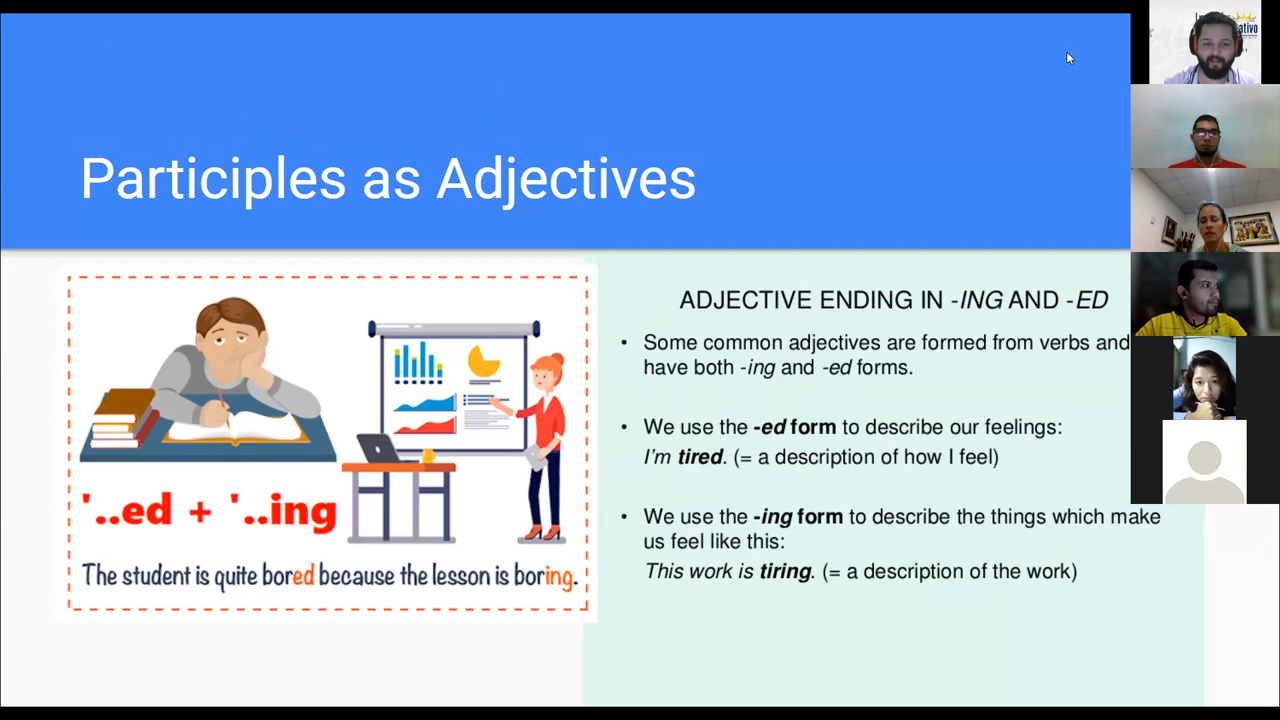 Participles as Adjectives
'..ed + '..ing
The student is quite bored because the lesson is boring.
ADJECTIVE ENDING IN -ING AND -ED
• Some common adjectives are formed from verbs and
have both -ing and -ed forms.
• We use the -ed form to describe our feelings:
I'm tired. (= a description of how I feel)
• We use the -ing form to describe the things which make
us feel like this:
This work is tiring. (= a description of the work)